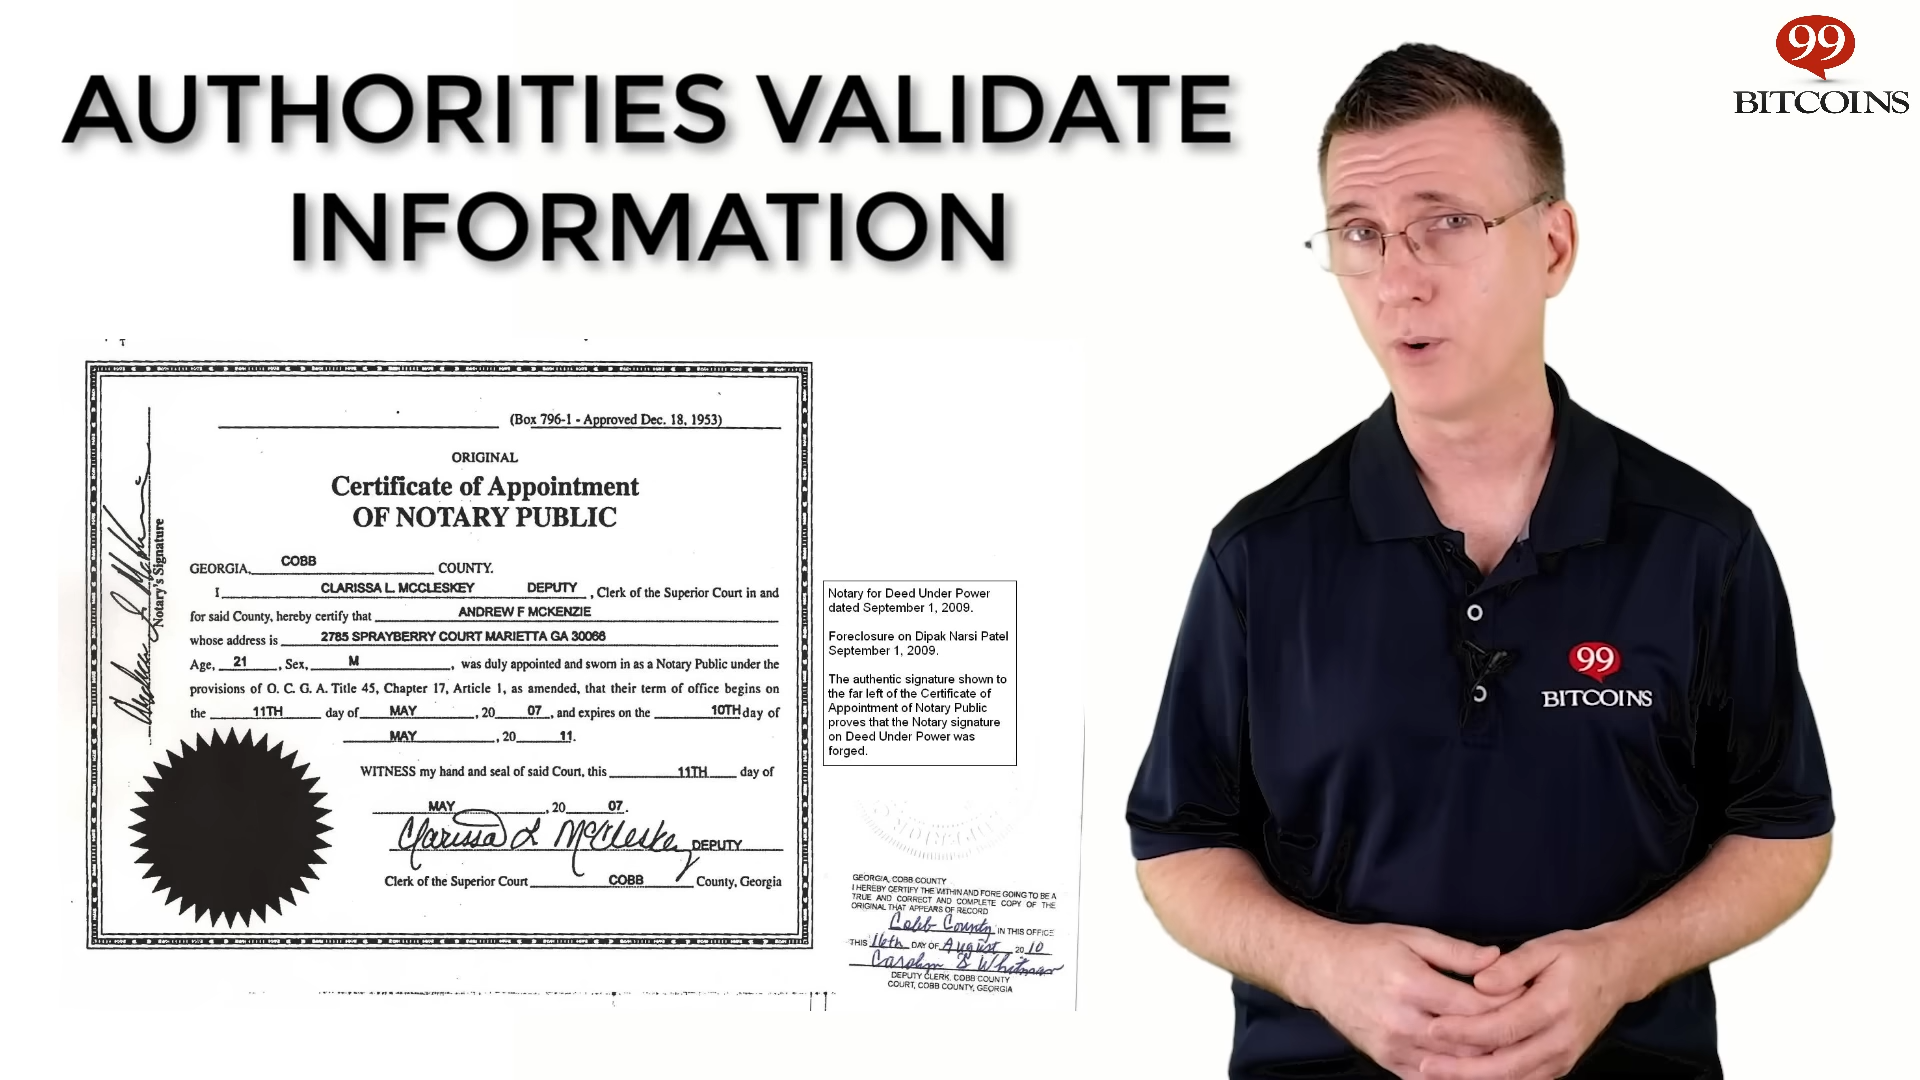 AUTHORITIES VALIDATE
INFORMATION
99
BITCOINS
(Box 796-1 - Approved Dec. 18, 1953)
ORIGINAL
Certificate of Appointment
OF NOTARY PUBLIC
GEORGIA, COBB COUNTY.
I CLARISSA L. MCCLESKEY DEPUTY, Clerk of the Superior Court in and
for said County, hereby certify that ANDREW F MCKENZIE
whose address is 2785 SPRAYBERRY COURT MARIETTA GA 30066
Age, 21, Sex, M, was duly appointed and sworn in as a Notary Public under the
provisions of O. C. G. A. Title 45, Chapter 17, Article 1, as amended, that their term of office begins on
the 11TH day of MAY, 20 07, and expires on the 10TH day of
MAY, 20 11.
WITNESS my hand and seal of said Court, this 11TH day of
MAY, 20 07.
Clarissa L McCleskey DEPUTY
Clerk of the Superior Court COBB County, Georgia
Notary's Signature
Notary for Deed Under Power
dated September 1, 2009.
Foreclosure on Dipak Narsi Patel
September 1, 2009.
The authentic signature shown to
the far left of the Certificate of
Appointment of Notary Public
proves that the Notary signature
on Deed Under Power was
forged.
GEORGIA, COBB COUNTY
I HEREBY CERTIFY THE WITHIN AND FORE GOING TO BE A
TRUE AND CORRECT AND COMPLETE COPY OF THE
ORIGINAL THAT APPEARS OF RECORD
Cobb County IN THIS OFFICE
THIS 16th DAY OF August 20 10
Carolyn S Whitman
DEPUTY CLERK, COBB COUNTY
COURT, COBB COUNTY, GEORGIA
99
BITCOINS